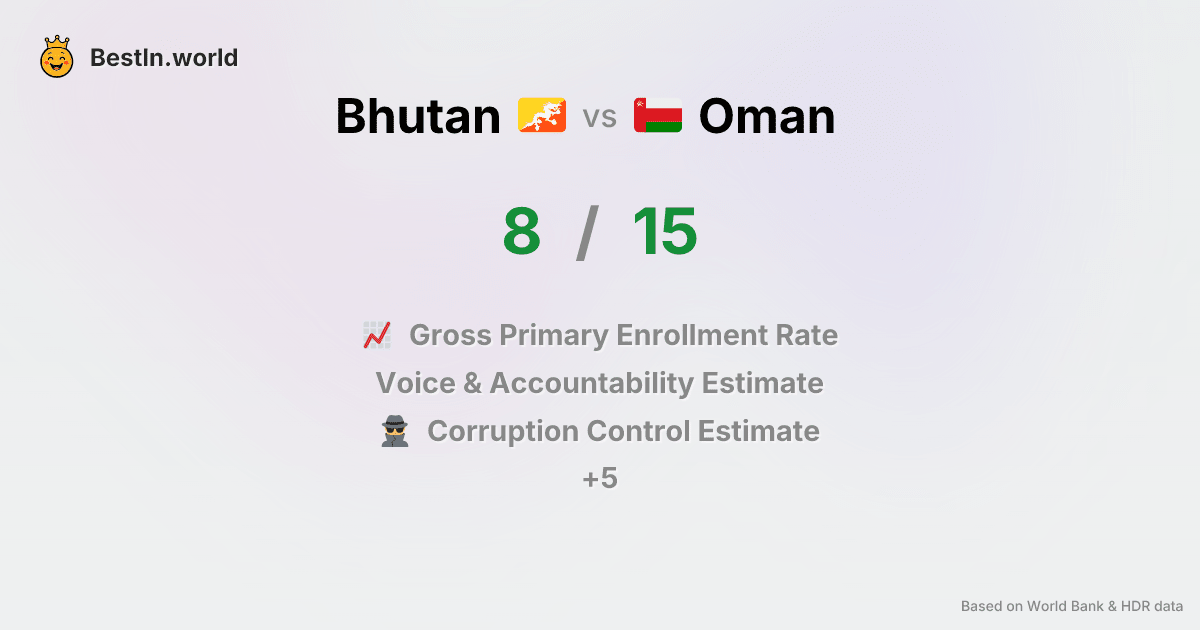 BestIn.world
Bhutan vs Oman
8 / 15
Gross Primary Enrollment Rate
Voice & Accountability Estimate
Corruption Control Estimate
+5
Based on World Bank & HDR data